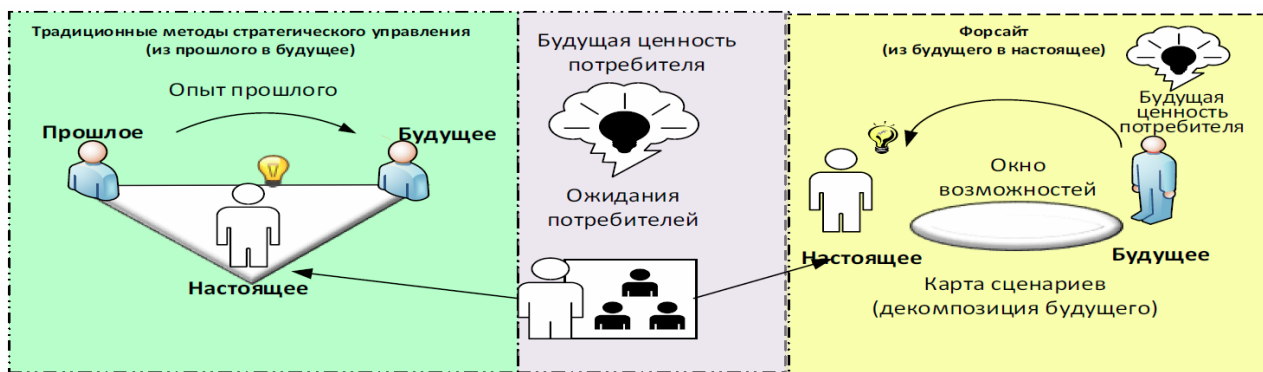 Традиционные методы стратегического управления
(из прошлого в будущее)
Опыт прошлого
Прошлое
Будущее
Настоящее
Будущая ценность
потребителя
Ожидания
потребителей
Форсайт
(из будущего в настоящее)
Будущая
ценность
потребителя
Окно
возможностей
Настоящее
Будущее
Карта сценариев
(декомпозиция будущего)